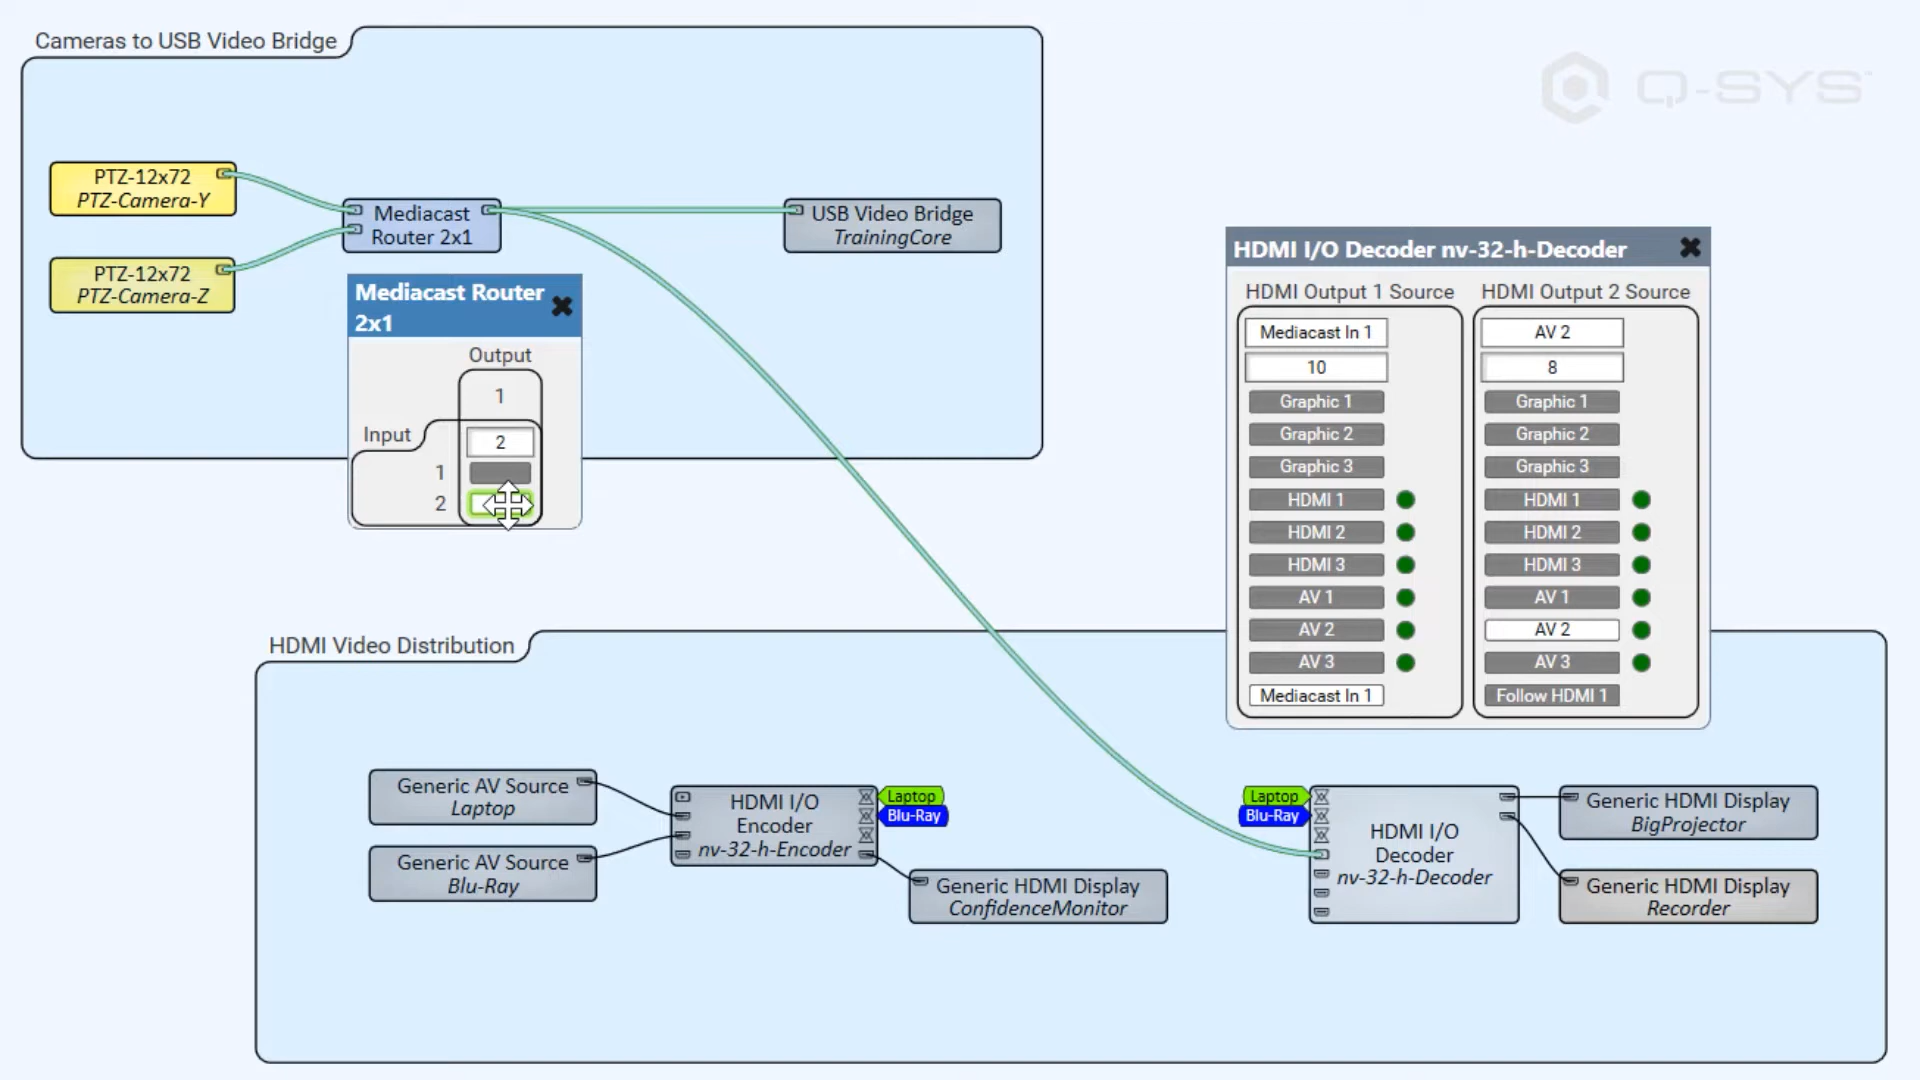 Cameras to USB Video Bridge
Q-SYS
PTZ-12x72
PTZ-Camera-Y
Mediacast
Router 2x1
USB Video Bridge
TrainingCore
PTZ-12x72
PTZ-Camera-Z
Mediacast Router
2x1
Output
1
Input
2
1
2
HDMI I/O Decoder nv-32-h-Decoder
HDMI Output 1 Source
HDMI Output 2 Source
Mediacast In 1
AV 2
10
8
Graphic 1
Graphic 1
Graphic 2
Graphic 2
Graphic 3
Graphic 3
HDMI 1
HDMI 1
HDMI 2
HDMI 2
HDMI 3
HDMI 3
AV 1
AV 1
AV 2
AV 2
AV 3
AV 3
Mediacast In 1
Follow HDMI 1
HDMI Video Distribution
Generic AV Source
Laptop
Generic AV Source
Blu-Ray
HDMI I/O
Encoder
nv-32-h-Encoder
Laptop
Blu-Ray
Generic HDMI Display
ConfidenceMonitor
Laptop
Blu-Ray
HDMI I/O
Decoder
nv-32-h-Decoder
Generic HDMI Display
BigProjector
Generic HDMI Display
Recorder